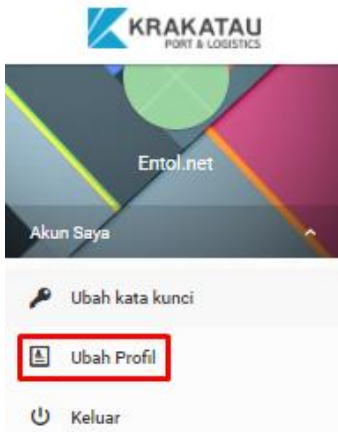 KRAKATAU
PORT & LOGISTICS
Entol.net
Akun Saya
Ubah kata kunci
Ubah Profil
Keluar